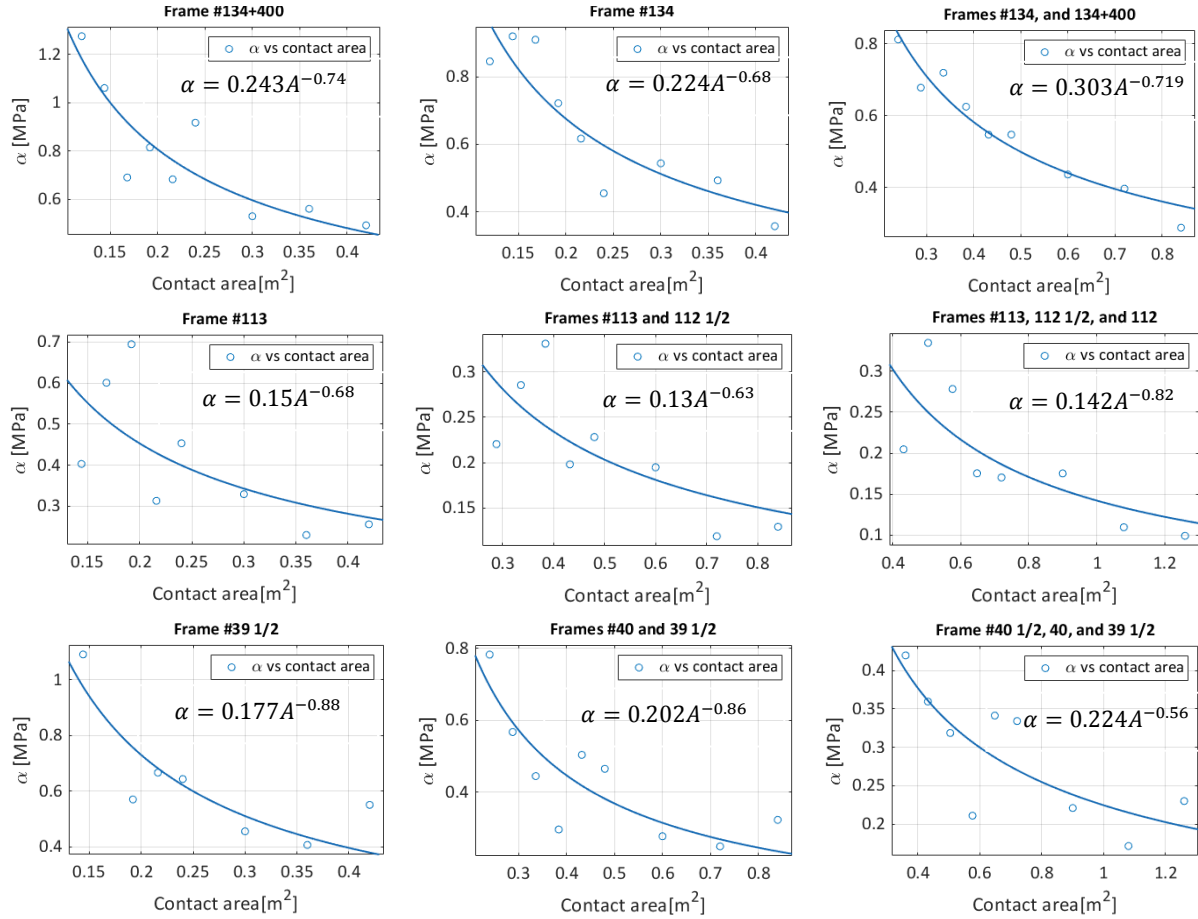 Frame #134+400
α vs contact area
α = 0.243A^−0.74
α [MPa]
1.2
1
0.8
0.6
0.15 0.2 0.25 0.3 0.35 0.4
Contact area[m²]
Frame #134
α vs contact area
α = 0.224A^−0.68
α [MPa]
0.8
0.6
0.4
0.15 0.2 0.25 0.3 0.35 0.4
Contact area[m²]
Frames #134, and 134+400
α vs contact area
α = 0.303A^−0.719
α [MPa]
0.8
0.6
0.4
0.3 0.4 0.5 0.6 0.7 0.8
Contact area[m²]
Frame #113
α vs contact area
α = 0.15A^−0.68
α [MPa]
0.7
0.6
0.5
0.4
0.3
0.15 0.2 0.25 0.3 0.35 0.4
Contact area[m²]
Frames #113 and 112 1/2
α vs contact area
α = 0.13A^−0.63
α [MPa]
0.3
0.25
0.2
0.15
0.3 0.4 0.5 0.6 0.7 0.8
Contact area[m²]
Frames #113, 112 1/2, and 112
α vs contact area
α = 0.142A^−0.82
α [MPa]
0.3
0.25
0.2
0.15
0.1
0.4 0.6 0.8 1 1.2
Contact area[m²]
Frame #39 1/2
α vs contact area
α = 0.177A^−0.88
α [MPa]
1
0.8
0.6
0.4
0.15 0.2 0.25 0.3 0.35 0.4
Contact area[m²]
Frames #40 and 39 1/2
α vs contact area
α = 0.202A^−0.86
α [MPa]
0.8
0.6
0.4
0.3 0.4 0.5 0.6 0.7 0.8
Contact area[m²]
Frame #40 1/2, 40, and 39 1/2
α vs contact area
α = 0.224A^−0.56
α [MPa]
0.4
0.35
0.3
0.25
0.2
0.4 0.6 0.8 1 1.2
Contact area[m²]